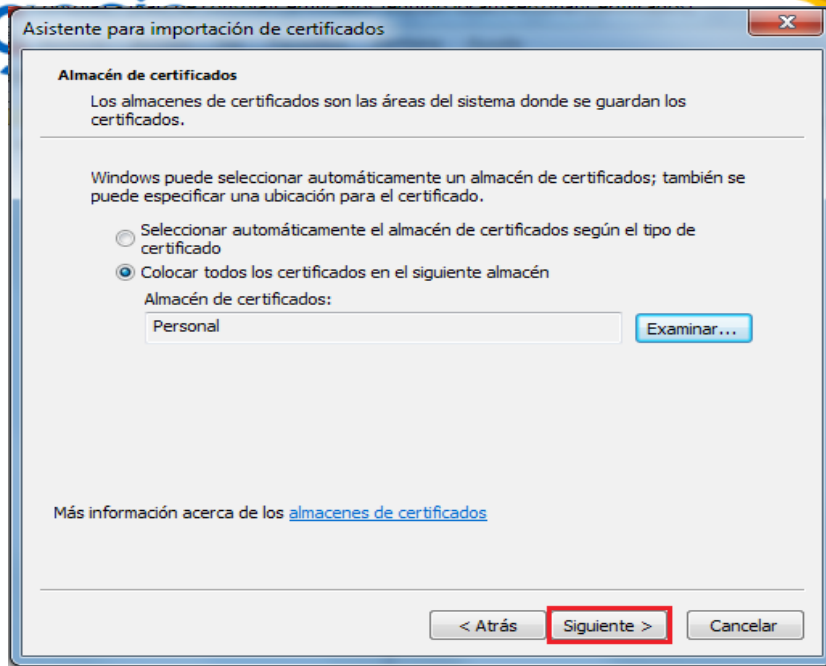 Asistente para importación de certificados
Almacén de certificados
Los almacenes de certificados son las áreas del sistema donde se guardan los
certificados.
Windows puede seleccionar automáticamente un almacén de certificados; también se
puede especificar una ubicación para el certificado.
Seleccionar automáticamente el almacén de certificados según el tipo de
certificado
Colocar todos los certificados en el siguiente almacén
Almacén de certificados:
Personal
Examinar...
Más información acerca de los almacenes de certificados
< Atrás
Siguiente >
Cancelar